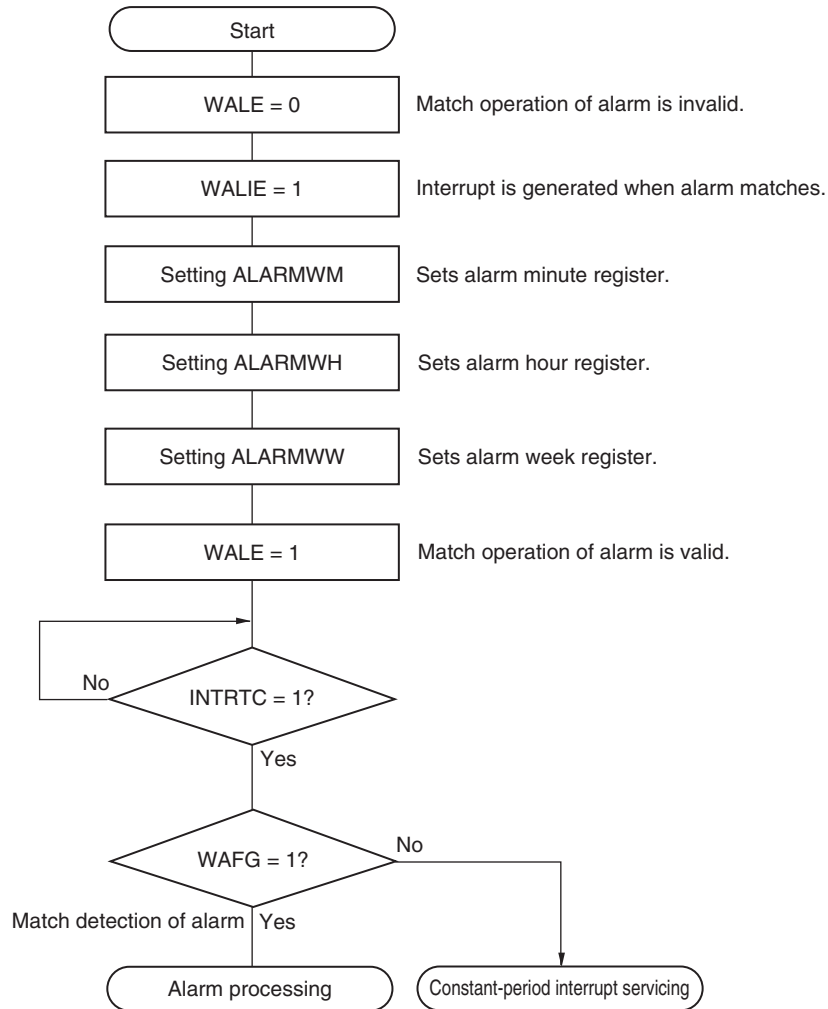 Start
WALE = 0
Match operation of alarm is invalid.
WALIE = 1
Interrupt is generated when alarm matches.
Setting ALARMWM
Sets alarm minute register.
Setting ALARMWH
Sets alarm hour register.
Setting ALARMWW
Sets alarm week register.
WALE = 1
Match operation of alarm is valid.
No
INTRTC = 1?
Yes
WAFG = 1?
No
Match detection of alarm
Yes
Alarm processing
Constant-period interrupt servicing